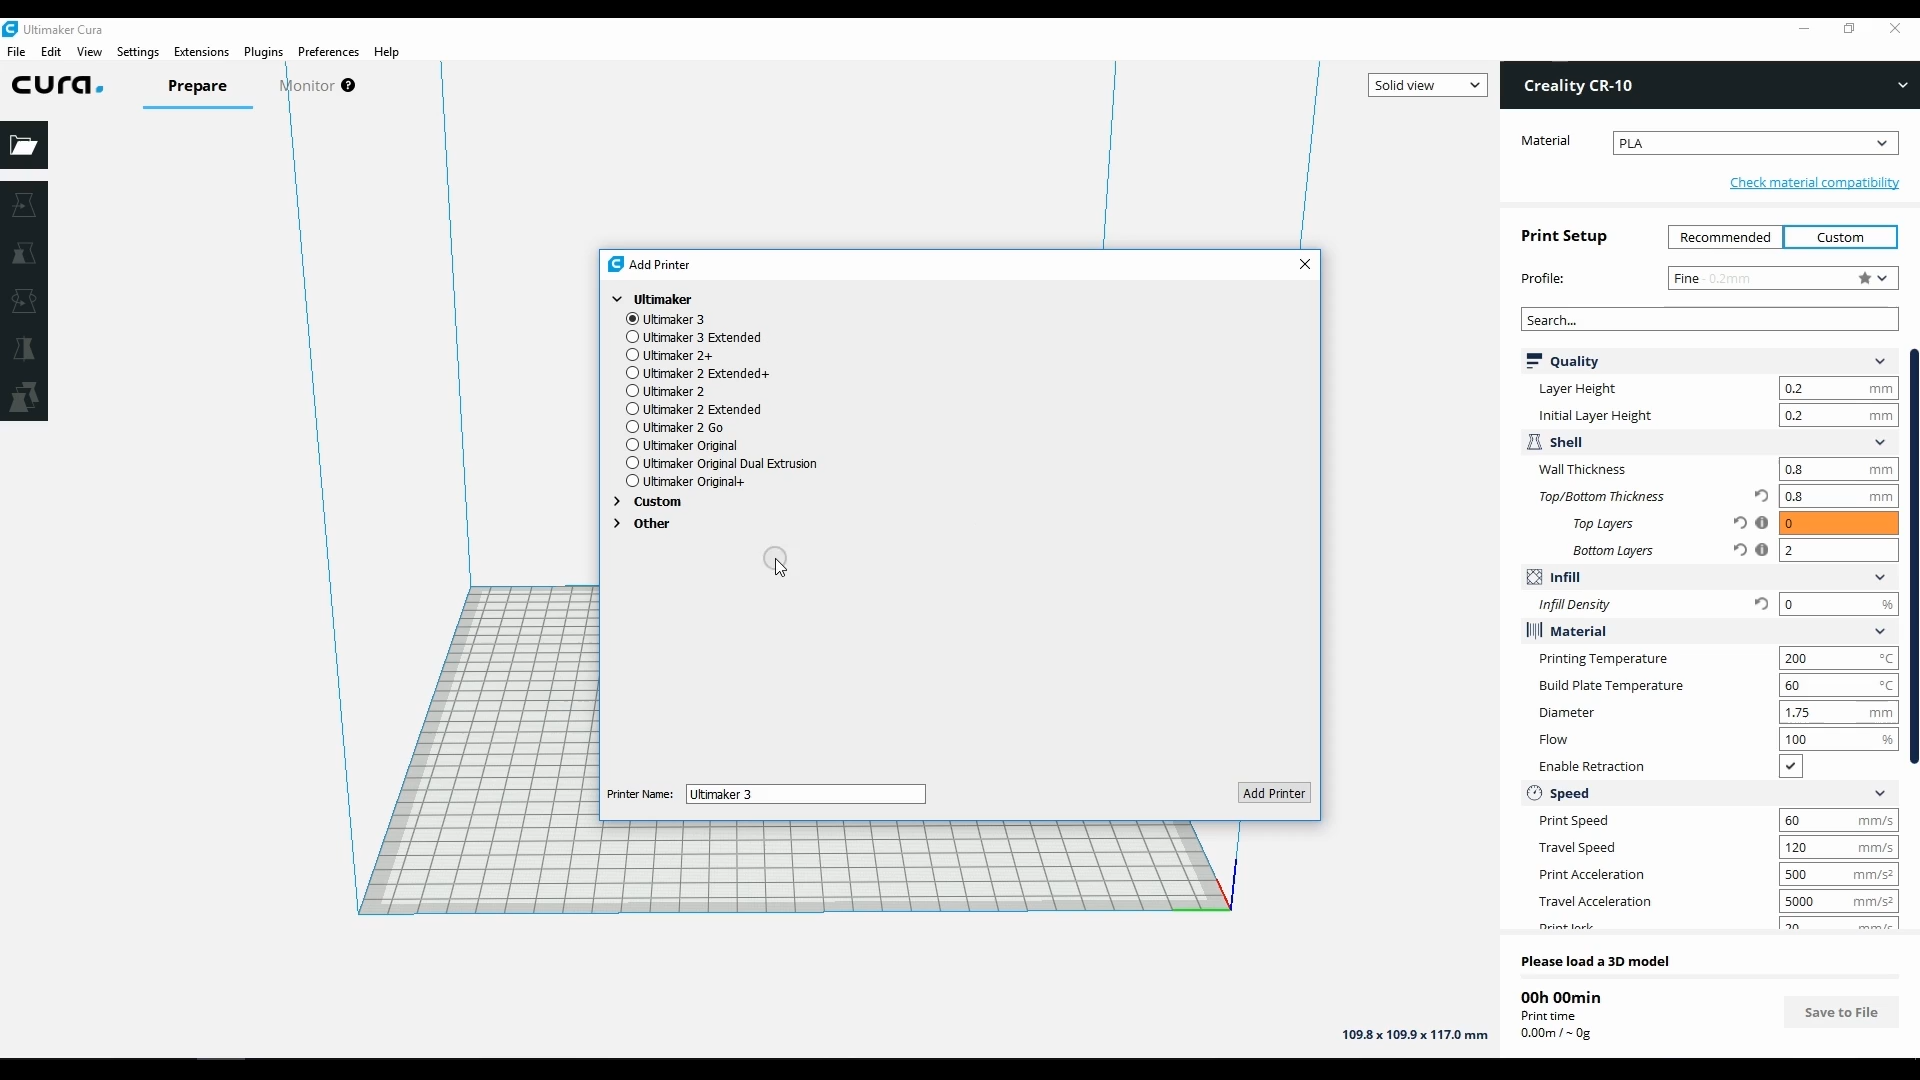 Ultimaker Cura
File Edit View Settings Extensions Plugins Preferences Help
cura. Prepare Monitor ? Solid view
Creality CR-10
Material PLA
Check material compatibility
Print Setup Recommended Custom
Profile: Fine - 0.2mm
Search...
Quality
Layer Height 0.2 mm
Initial Layer Height 0.2 mm
Shell
Wall Thickness 0.8 mm
Top/Bottom Thickness 0.8 mm
Top Layers 0
Bottom Layers 2
Infill
Infill Density 0 %
Material
Printing Temperature 200 °C
Build Plate Temperature 60 °C
Diameter 1.75 mm
Flow 100 %
Enable Retraction
Speed
Print Speed 60 mm/s
Travel Speed 120 mm/s
Print Acceleration 500 mm/s²
Travel Acceleration 5000 mm/s²
Print Jerk 20 mm/s
Please load a 3D model
00h 00min
Print time
0.00m / ~ 0g
Save to File
Add Printer
Ultimaker
Ultimaker 3
Ultimaker 3 Extended
Ultimaker 2+
Ultimaker 2 Extended+
Ultimaker 2
Ultimaker 2 Extended
Ultimaker 2 Go
Ultimaker Original
Ultimaker Original Dual Extrusion
Ultimaker Original+
Custom
Other
Printer Name: Ultimaker 3 Add Printer
109.8 x 109.9 x 117.0 mm